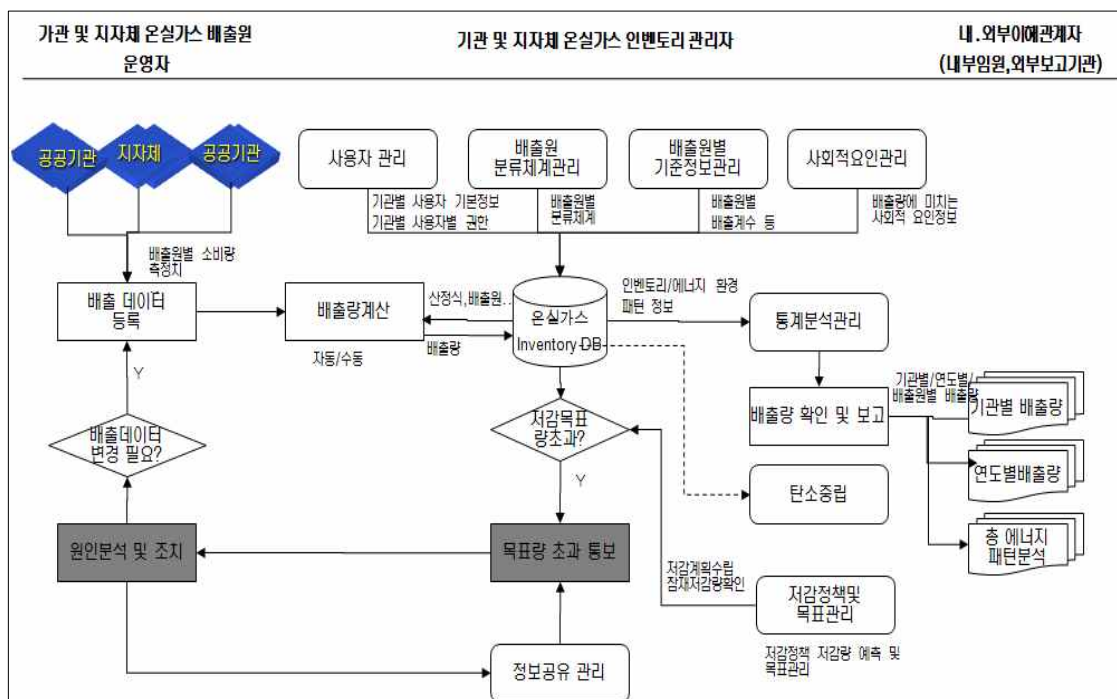 가관 및 지자체 온실가스 배출원
운영자
기관 및 지자체 온실가스 인벤토리 관리자
내.외부이해관계자
(내부임원,외부보고기관)
공공기관
지자체
공공기관
사용자 관리
배출원
분류체계관리
배출원별
기준정보관리
사회적요인관리
기관별 사용자 기본정보
기관별 사용자별 권한
배출원별
분류체계
배출원별
배출계수 등
배출량에 미치는
사회적 요인정보
배출원별 소비량
측정치
배출 데이터
등록
배출량계산
자동/수동
산정식,배출원..
배출량
온실가스
Inventory DB
인벤토리/에너지 환경
패턴 정보
통계분석관리
Y
배출데이터
변경 필요?
저감목표
량초과?
배출량 확인 및 보고
기관별/연도별/
배출원별 배출량
기관별 배출량
연도별배출량
총 에너지
패턴분석
탄소중립
Y
원인분석 및 조치
목표량 초과 통보
저감계획수립
잠재저감량확인
저감정책및
목표관리
저감정책 저감량 예측 및
목표관리
정보공유 관리